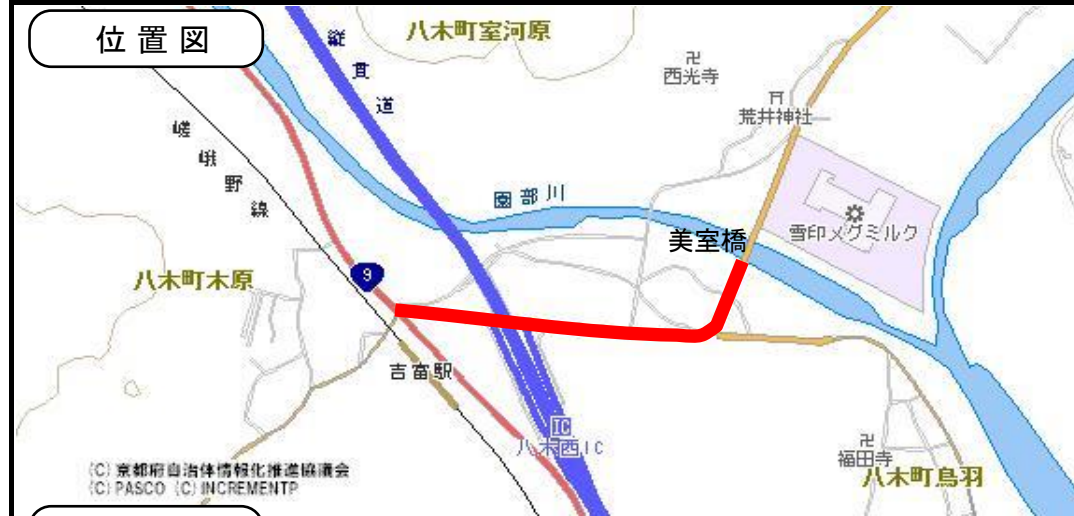 位置図
八木町室河原
縦貫道
卍
西光寺
荒井神社
嵯峨野線
園部川
美室橋
雪印メグミルク
八木町木原
9
吉富駅
IC
八木西IC
卍
福田寺
八木町鳥羽
(C) 京都府自治体情報化推進協議会
(C) PASCO (C) INCREMENTP